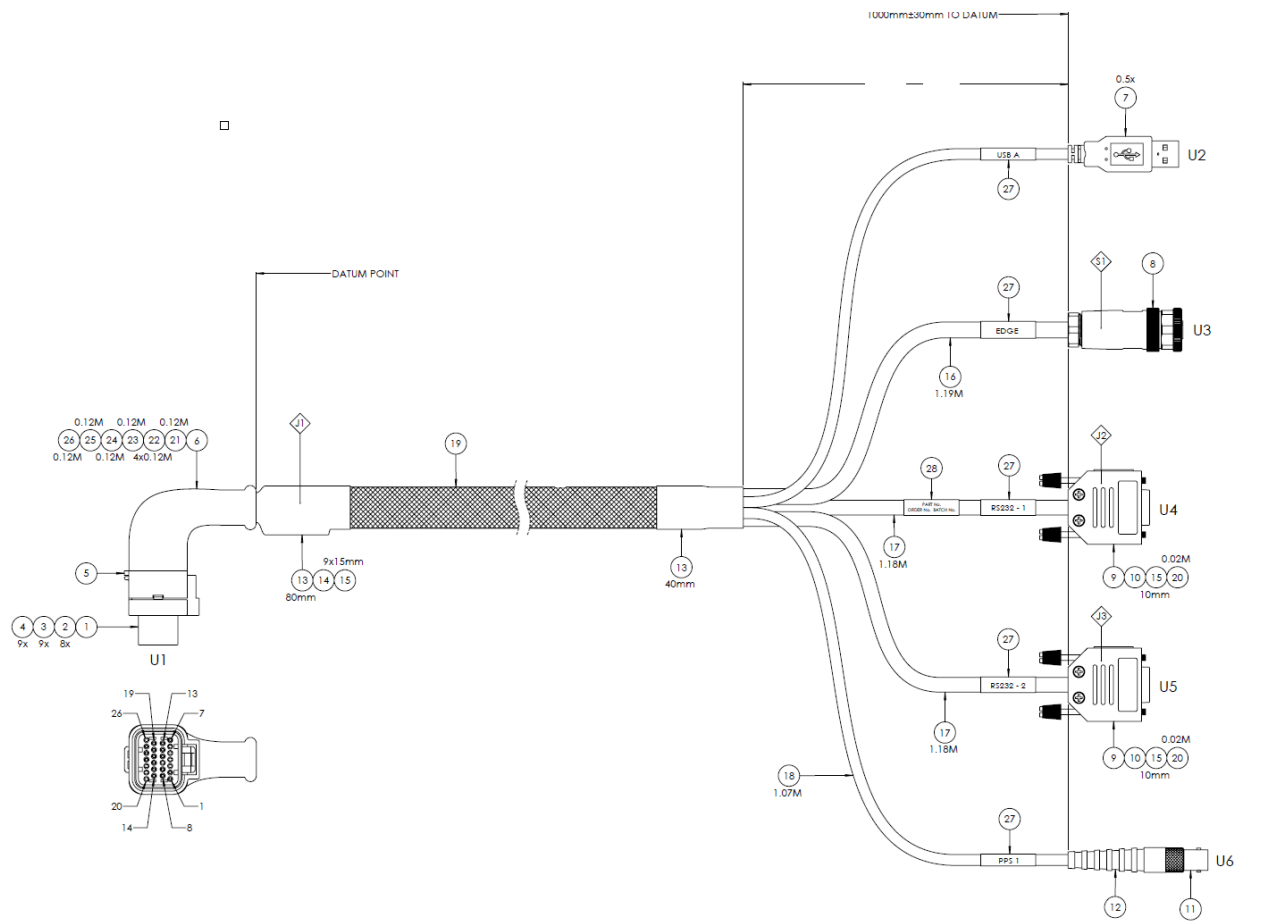 1000mm±30mm TO DATUM
0.5x
7
USB A
U2
27
DATUM POINT
S1
8
27
EDGE
U3
16
1.19M
0.12M 0.12M 0.12M
26 25 24 23 22 21 6
0.12M 0.12M 4x0.12M
J1
19
J2
28
27
PART No.
ORDER No. BATCH No.
RS232 - 1
U4
17
1.18M
5
9x15mm
13 14 15
80mm
13
40mm
0.02M
9 10 15 20
10mm
4 3 2 1
9x 9x 8x
U1
J3
27
RS232 - 2
U5
17
1.18M
19
13
26
7
20
1
14
8
0.02M
9 10 15 20
10mm
18
1.07M
27
PPS 1
U6
12
11